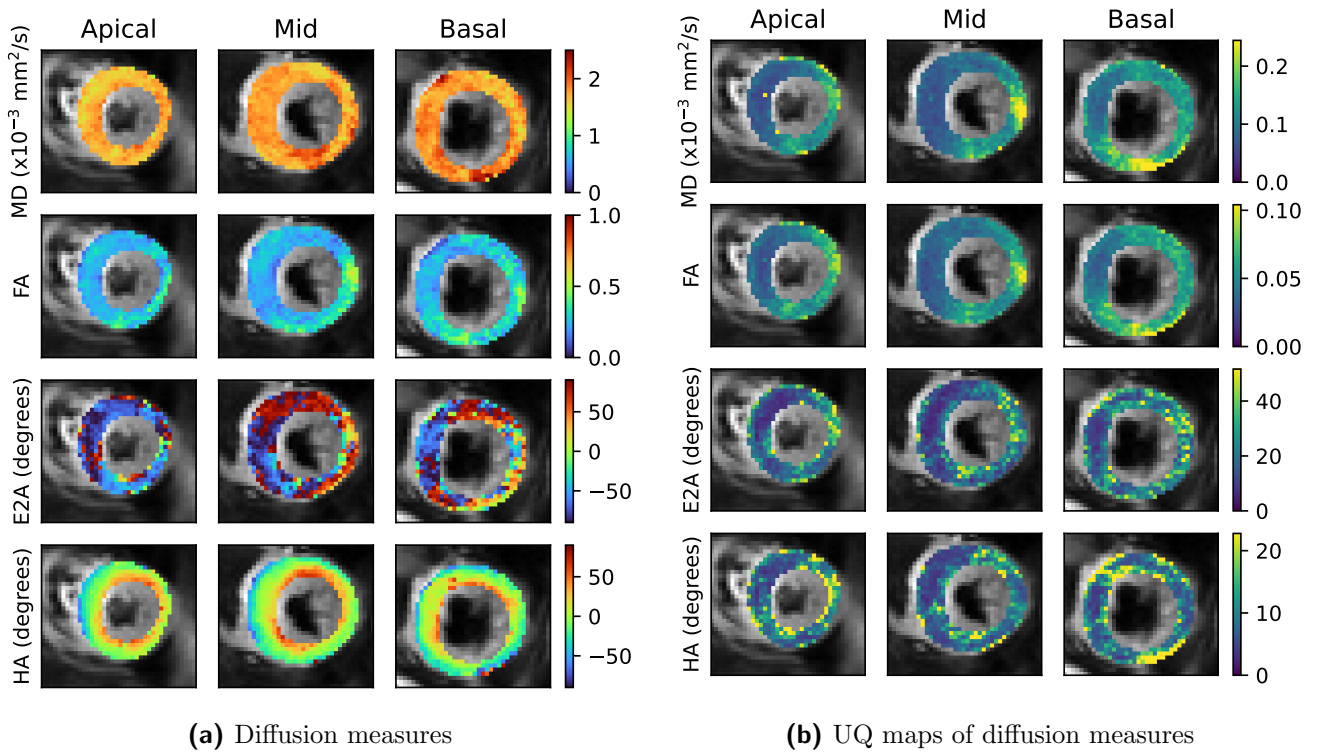 Apical Mid Basal
MD (x10⁻³ mm²/s)
2
1
0
FA
1.0
0.5
0.0
E2A (degrees)
50
0
−50
HA (degrees)
50
0
−50
(a) Diffusion measures
Apical Mid Basal
MD (x10⁻³ mm²/s)
0.2
0.1
0.0
FA
0.10
0.05
0.00
E2A (degrees)
40
20
0
HA (degrees)
20
10
0
(b) UQ maps of diffusion measures